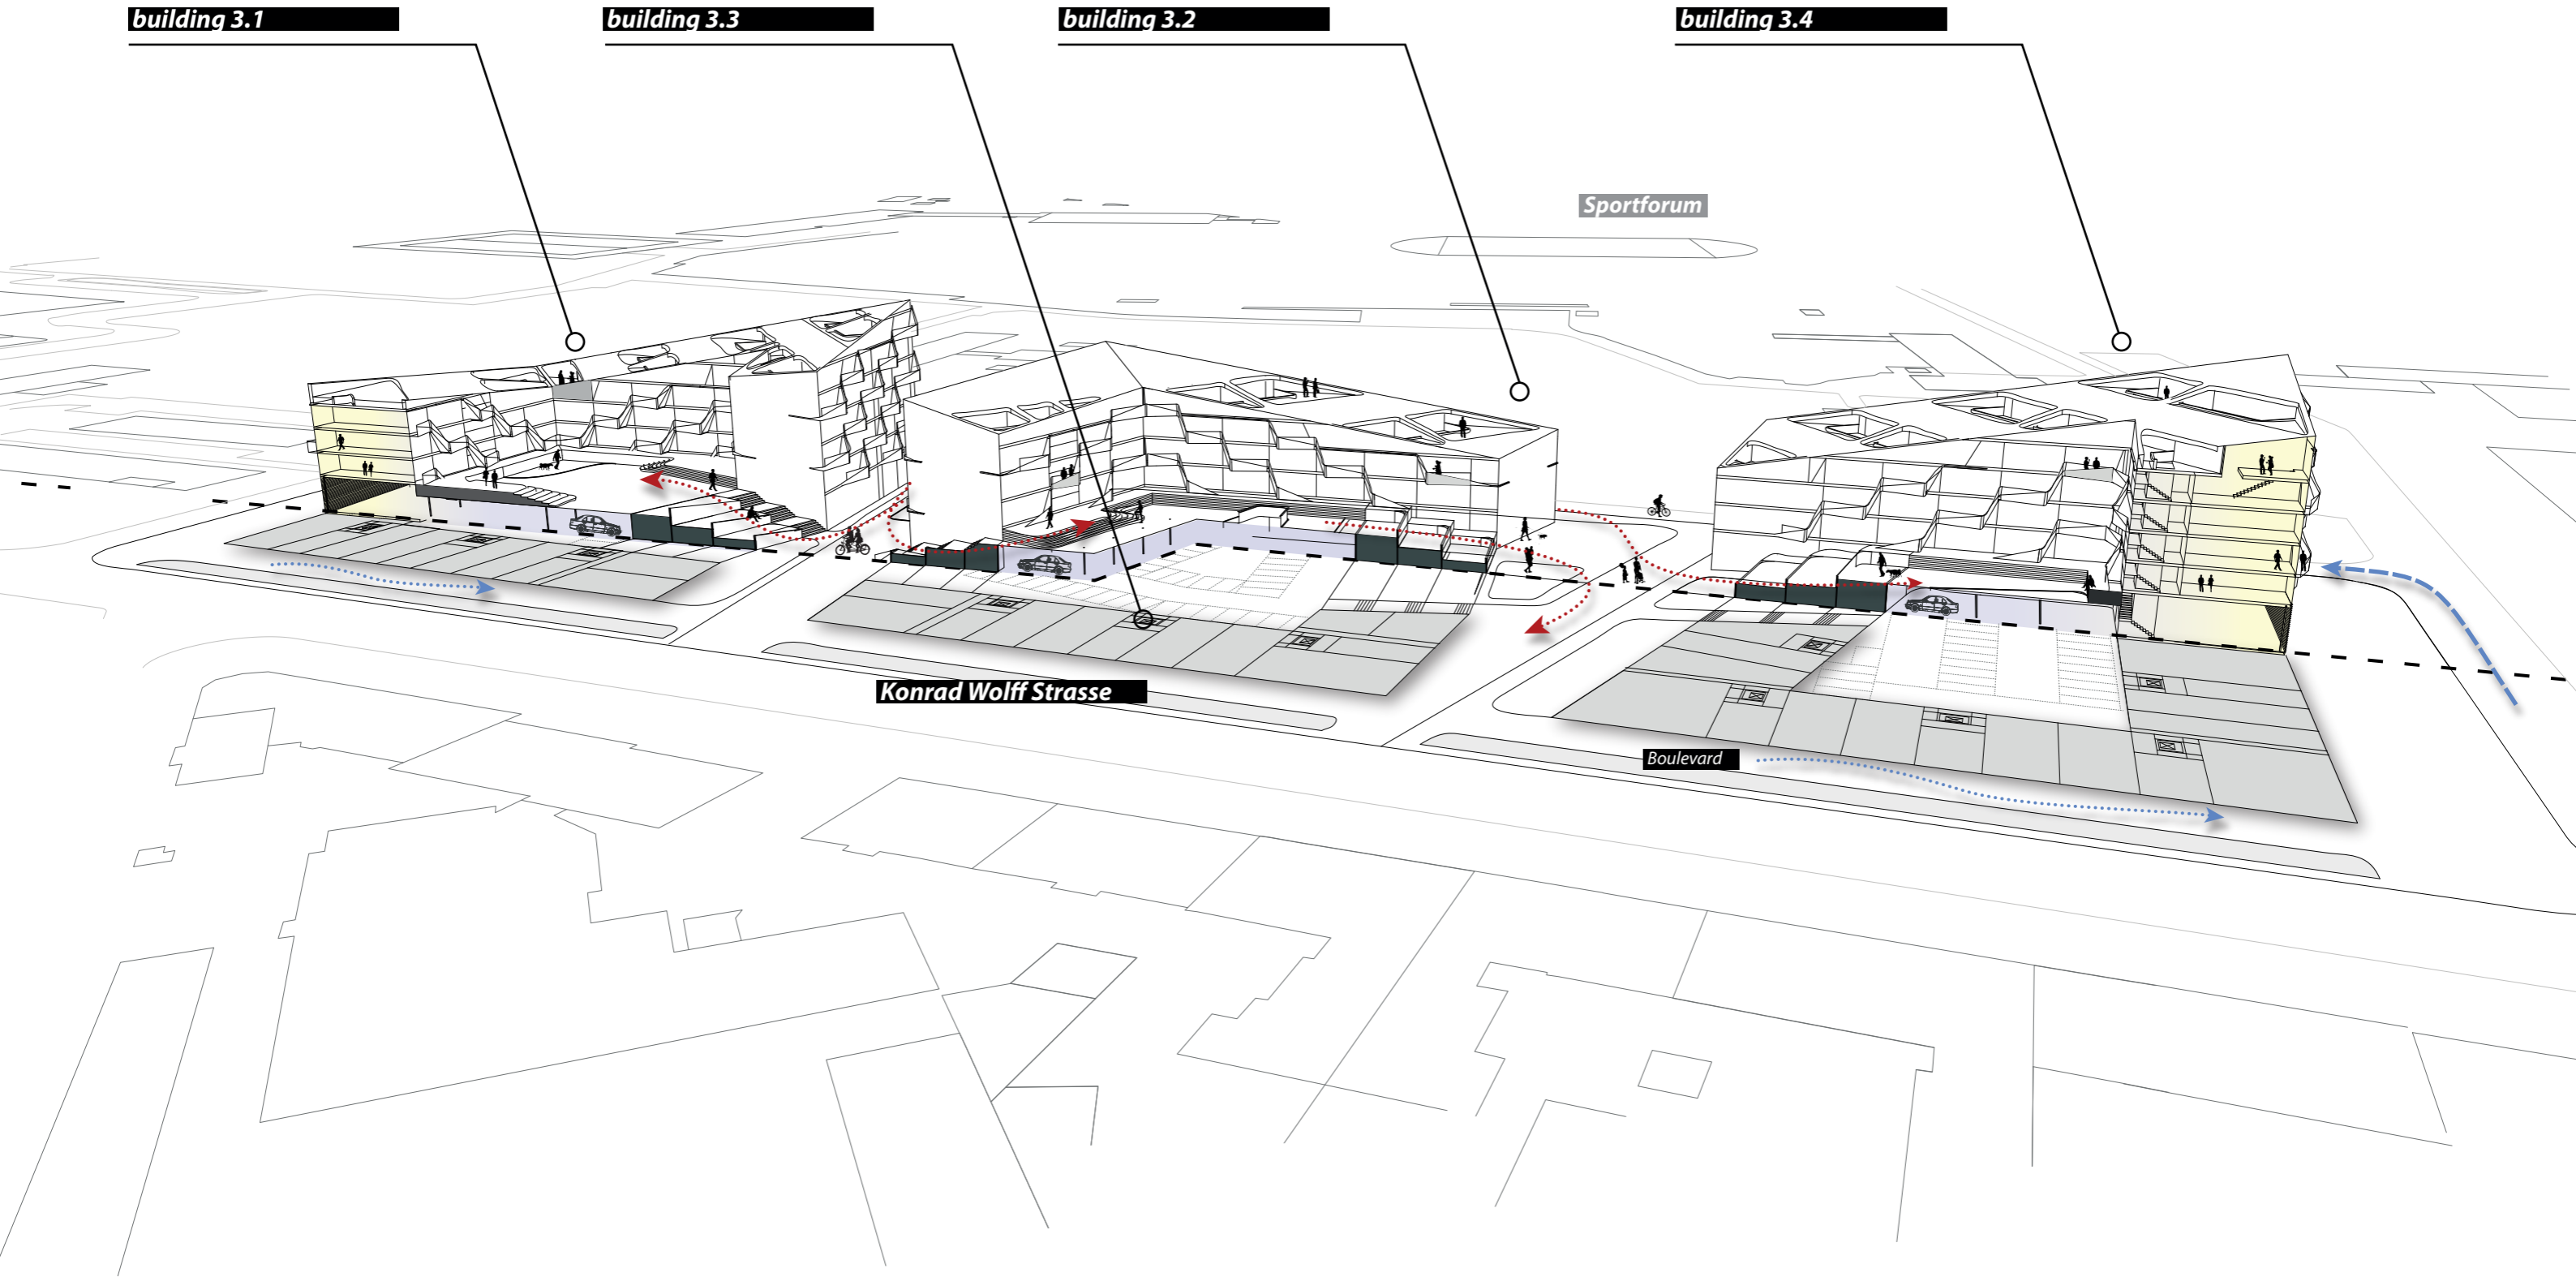 building 3.1
building 3.3
building 3.2
building 3.4
Sportforum
Konrad Wolff Strasse
Boulevard